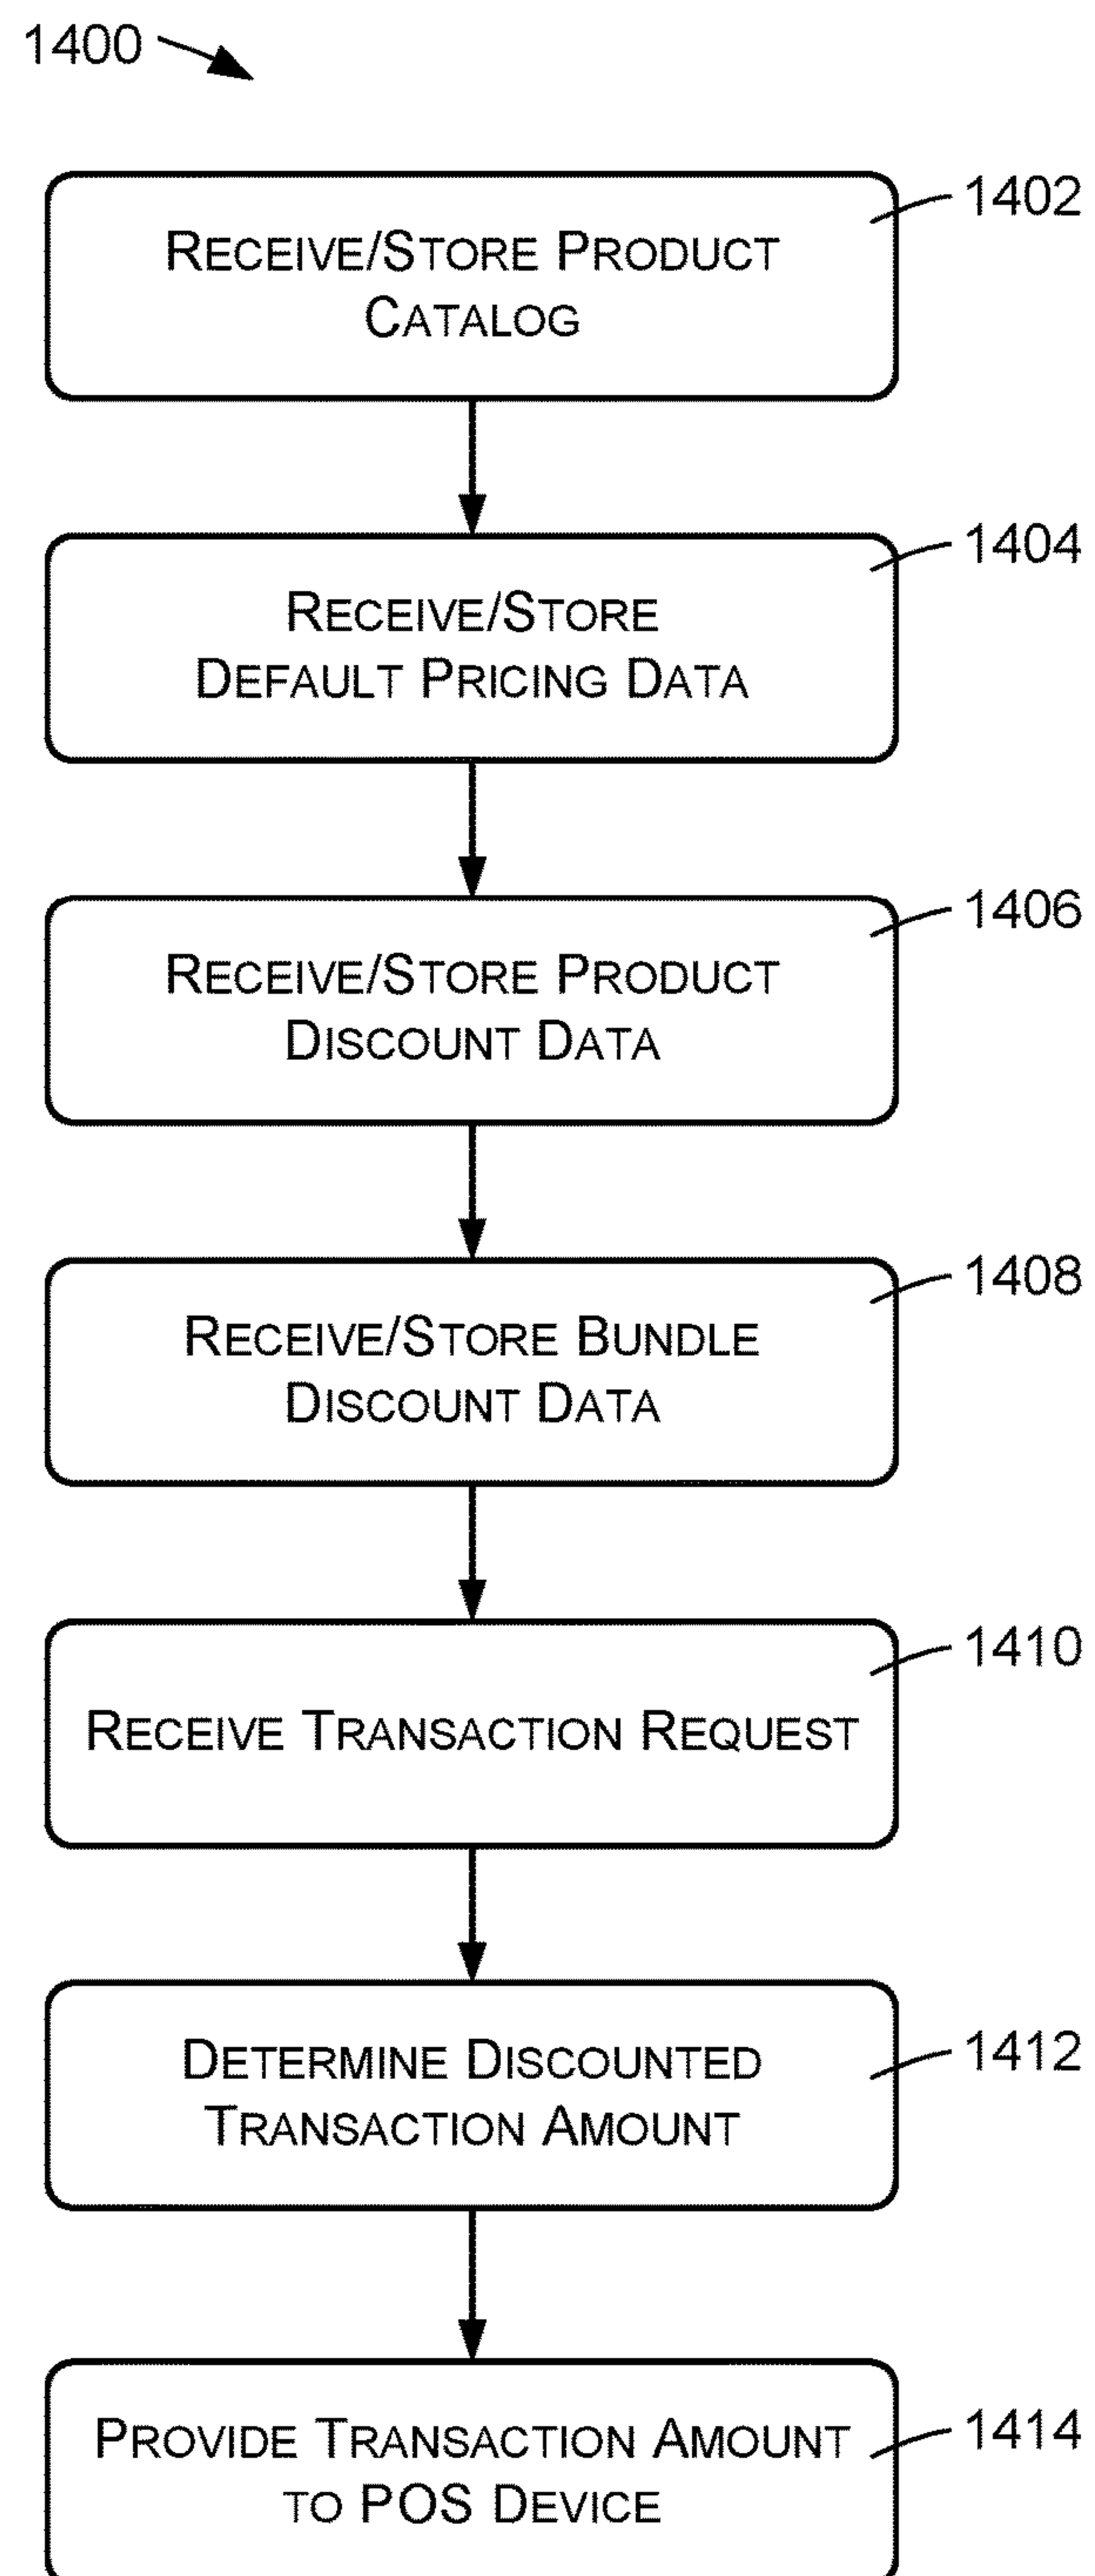 1400
1402
RECEIVE/STORE PRODUCT
CATALOG
1404
RECEIVE/STORE
DEFAULT PRICING DATA
1406
RECEIVE/STORE PRODUCT
DISCOUNT DATA
1408
RECEIVE/STORE BUNDLE
DISCOUNT DATA
1410
RECEIVE TRANSACTION REQUEST
1412
DETERMINE DISCOUNTED
TRANSACTION AMOUNT
1414
PROVIDE TRANSACTION AMOUNT
TO POS DEVICE